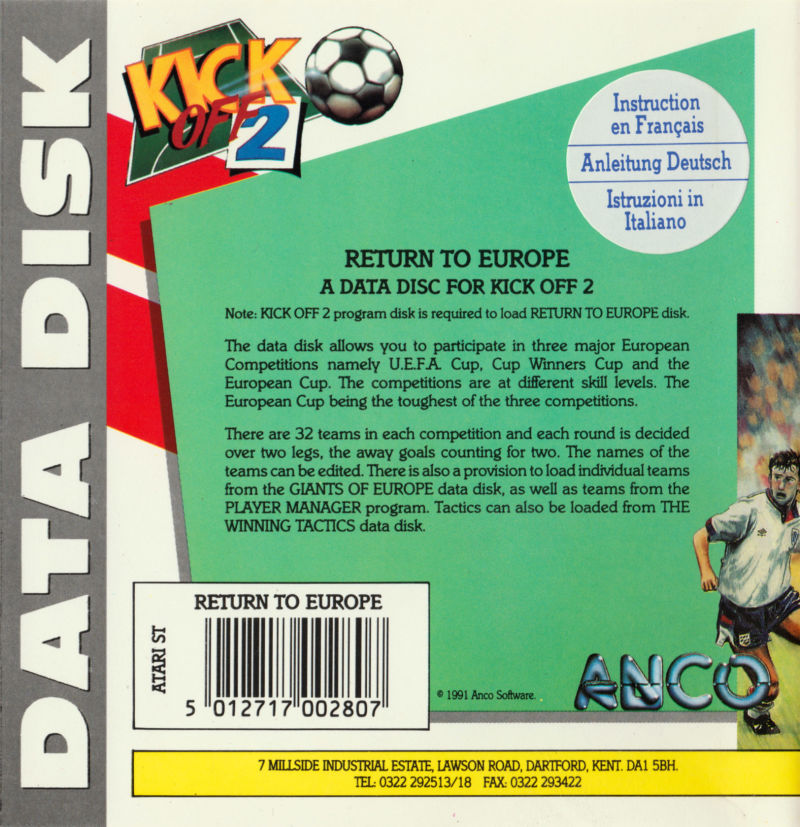 DATA DISK
KICK
OFF
2
Instruction
en Français
Anleitung Deutsch
Istruzioni in
Italiano
RETURN TO EUROPE
A DATA DISC FOR KICK OFF 2
Note: KICK OFF 2 program disk is required to load RETURN TO EUROPE disk.
The data disk allows you to participate in three major European
Competitions namely U.E.F.A. Cup, Cup Winners Cup and the
European Cup. The competitions are at different skill levels. The
European Cup being the toughest of the three competitions.
There are 32 teams in each competition and each round is decided
over two legs, the away goals counting for two. The names of the
teams can be edited. There is also a provision to load individual teams
from the GIANTS OF EUROPE data disk, as well as teams from the
PLAYER MANAGER program. Tactics can also be loaded from THE
WINNING TACTICS data disk.
RETURN TO EUROPE
ATARI ST
5 012717 002807
© 1991 Anco Software.
ANCO
7 MILLSIDE INDUSTRIAL ESTATE, LAWSON ROAD, DARTFORD, KENT. DA1 5BH.
TEL: 0322 292513/18 FAX: 0322 293422